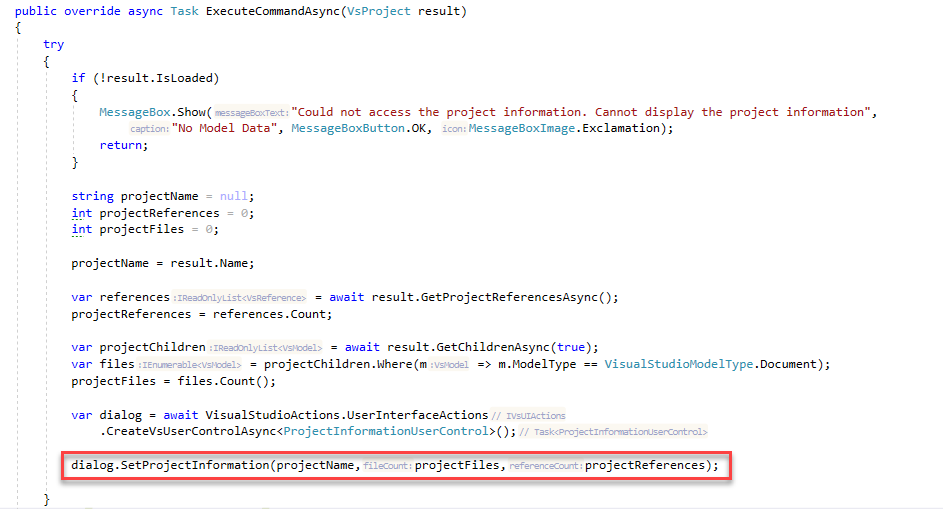 public override async Task ExecuteCommandAsync(VsProject result)
{
try
{
if (!result.IsLoaded)
{
MessageBox.Show(messageBoxText:"Could not access the project information. Cannot display the project information",
caption:"No Model Data", MessageBoxButton.OK, icon:MessageBoxImage.Exclamation);
return;
}
string projectName = null;
int projectReferences = 0;
int projectFiles = 0;
projectName = result.Name;
var references:IReadOnlyList<VsReference> = await result.GetProjectReferencesAsync();
projectReferences = references.Count;
var projectChildren:IReadOnlyList<VsModel> = await result.GetChildrenAsync(true);
var files:IEnumerable<VsModel> = projectChildren.Where(m:VsModel => m.ModelType == VisualStudioModelType.Document);
projectFiles = files.Count();
var dialog = await VisualStudioActions.UserInterfaceActions // IVsUIActions
.CreateVsUserControlAsync<ProjectInformationUserControl>(); // Task<ProjectInformationUserControl>
dialog.SetProjectInformation(projectName,fileCount:projectFiles,referenceCount:projectReferences);
}